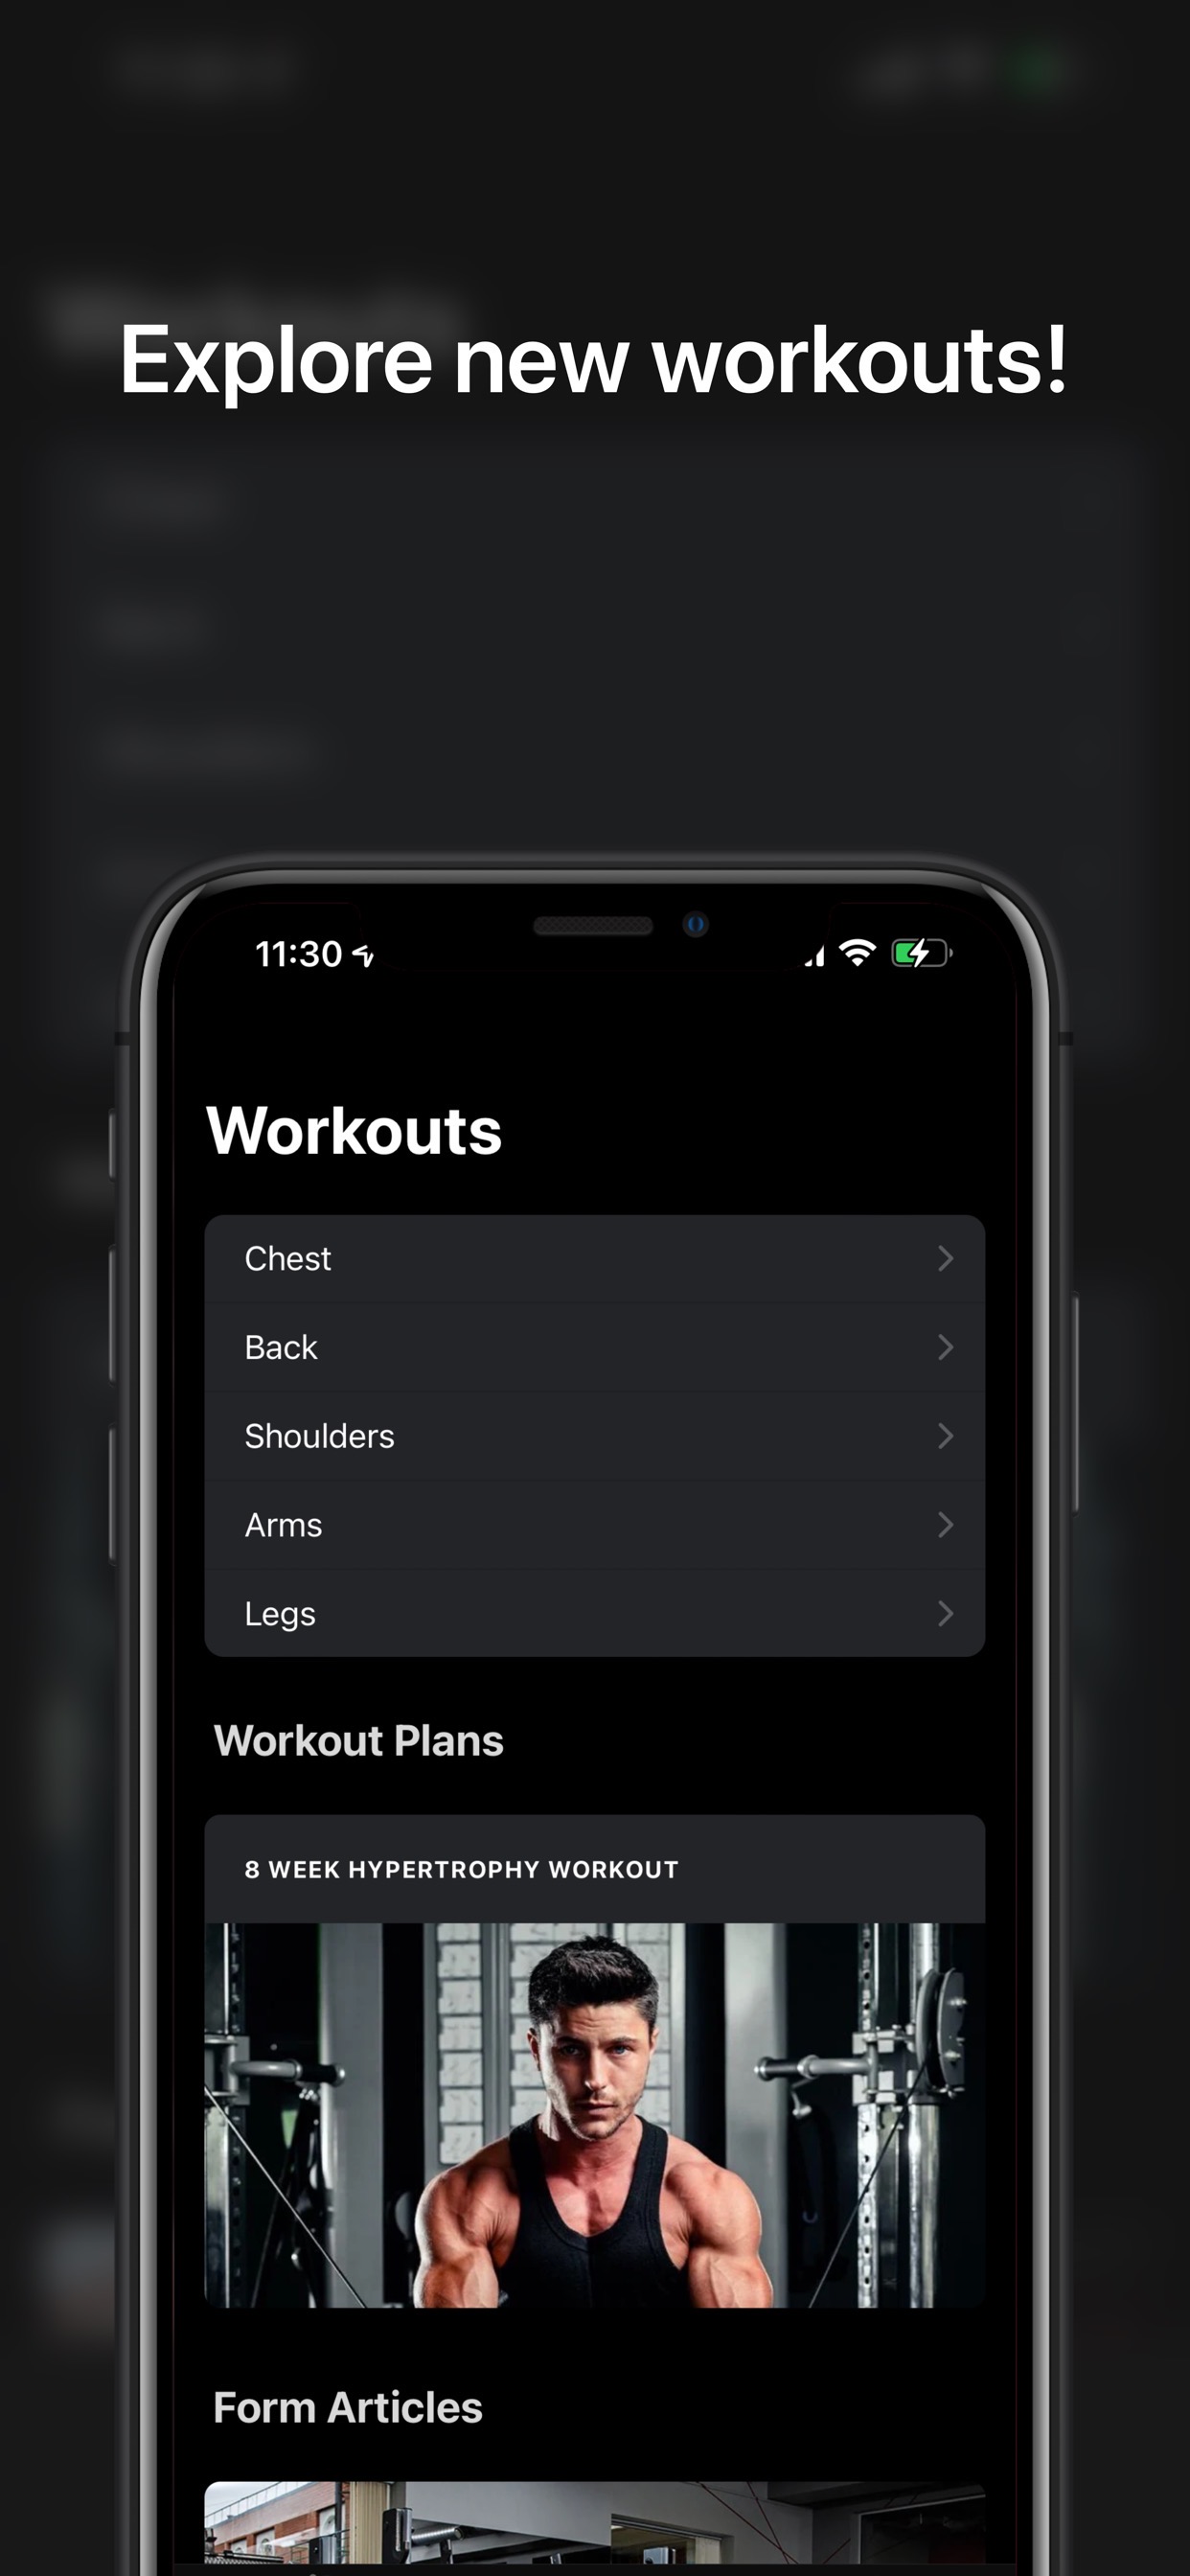 Explore new workouts!
11:30
Workouts
Chest
Back
Shoulders
Arms
Legs
Workout Plans
8 WEEK HYPERTROPHY WORKOUT
Form Articles